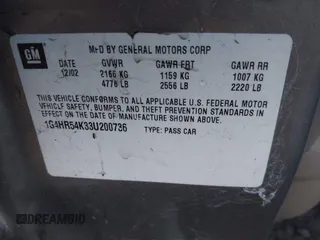 GM
MFD BY GENERAL MOTORS CORP
DATE GVWR GAWR FRT GAWR RR
12/02 2166 KG 1159 KG 1007 KG
4776 LB 2556 LB 2220 LB
THIS VEHICLE CONFORMS TO ALL APPLICABLE U.S. FEDERAL MOTOR
VEHICLE SAFETY, BUMPER, AND THEFT PREVENTION STANDARDS IN
EFFECT ON THE DATE OF MANUFACTURE SHOWN ABOVE.
1G4HR54K33U200736 TYPE: PASS CAR
DREAMBID